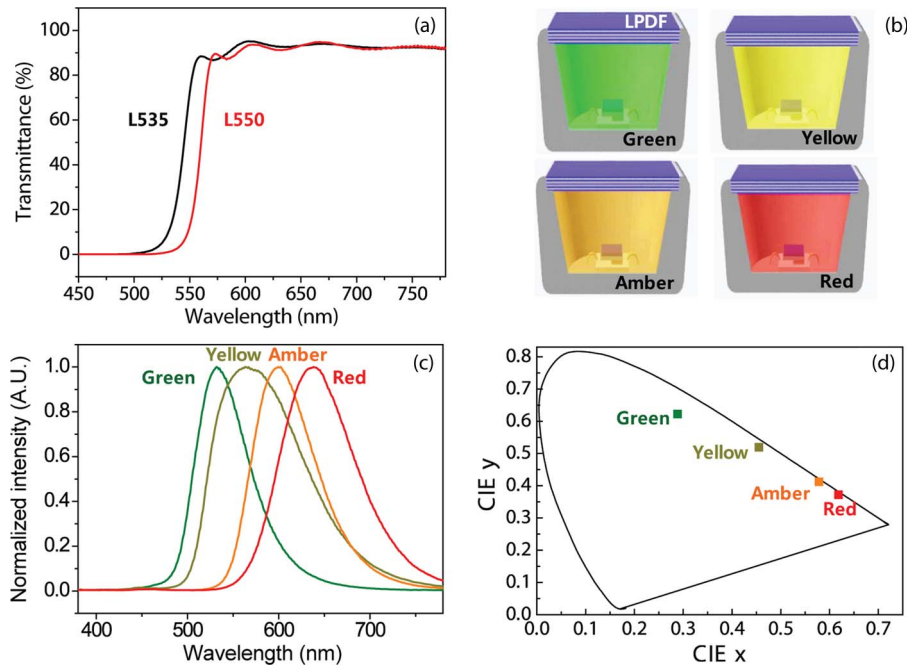 (a)
100
80
60
40
20
0
Transmittance (%)
L535
L550
450 500 550 600 650 700 750
Wavelength (nm)
(b)
LPDF
Green
Yellow
Amber
Red
(c)
1.0
0.8
0.6
0.4
0.2
0.0
Normalized intensity (A.U.)
Green
Yellow
Amber
Red
400 500 600 700
Wavelength (nm)
(d)
0.8
0.7
0.6
0.5
0.4
0.3
0.2
0.1
0.0
CIE y
Green
Yellow
Amber
Red
0.0 0.1 0.2 0.3 0.4 0.5 0.6 0.7
CIE x